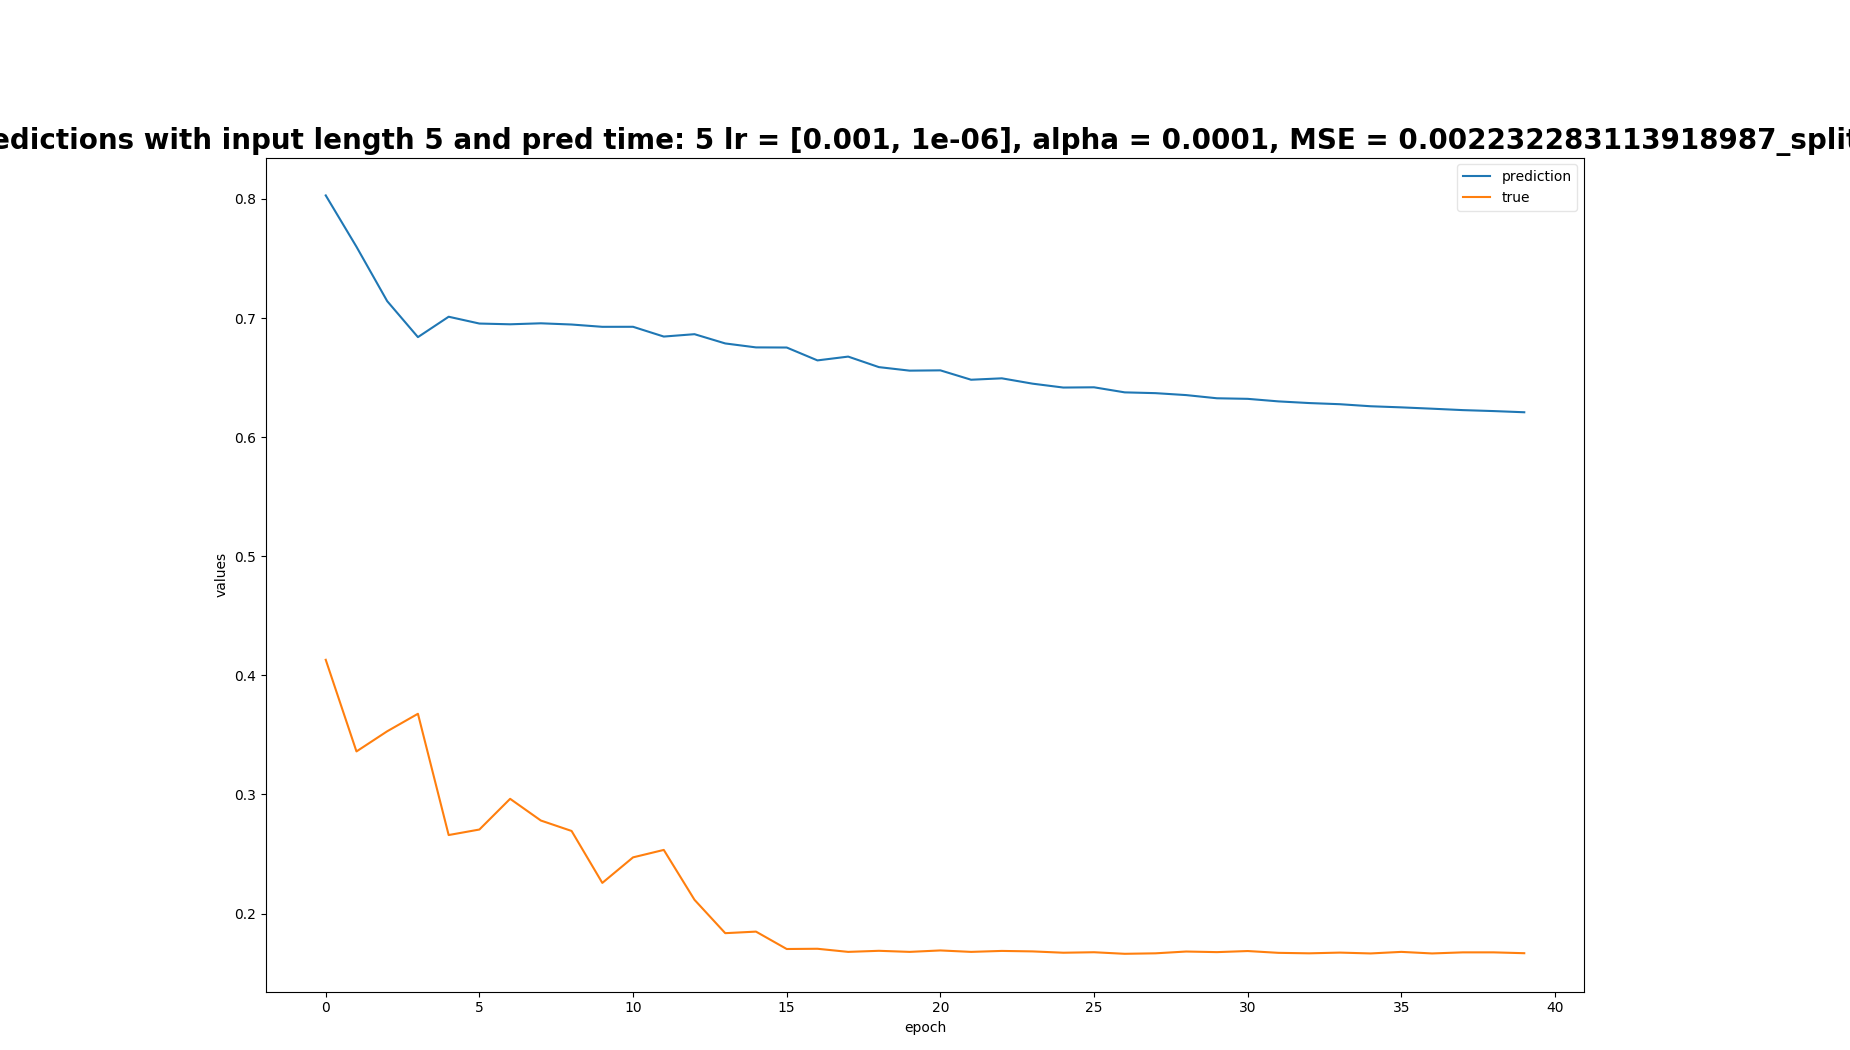 edictions with input length 5 and pred time: 5 lr = [0.001, 1e-06], alpha = 0.0001, MSE = 0.002232283113918987_split
prediction
true
0.8
0.7
0.6
0.5
0.4
0.3
0.2
values
0 5 10 15 20 25 30 35 40
epoch